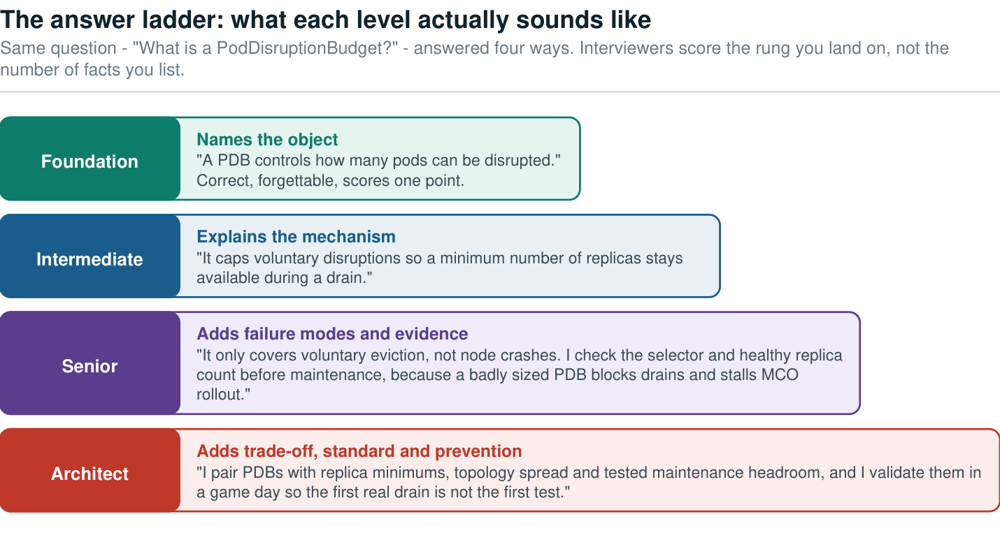 The answer ladder: what each level actually sounds like
Same question - "What is a PodDisruptionBudget?" - answered four ways. Interviewers score the rung you land on, not the
number of facts you list.
Foundation
Names the object
"A PDB controls how many pods can be disrupted."
Correct, forgettable, scores one point.
Intermediate
Explains the mechanism
"It caps voluntary disruptions so a minimum number of replicas stays
available during a drain."
Senior
Adds failure modes and evidence
"It only covers voluntary eviction, not node crashes. I check the selector and healthy replica
count before maintenance, because a badly sized PDB blocks drains and stalls MCO
rollout."
Architect
Adds trade-off, standard and prevention
"I pair PDBs with replica minimums, topology spread and tested maintenance headroom, and I validate them in
a game day so the first real drain is not the first test."